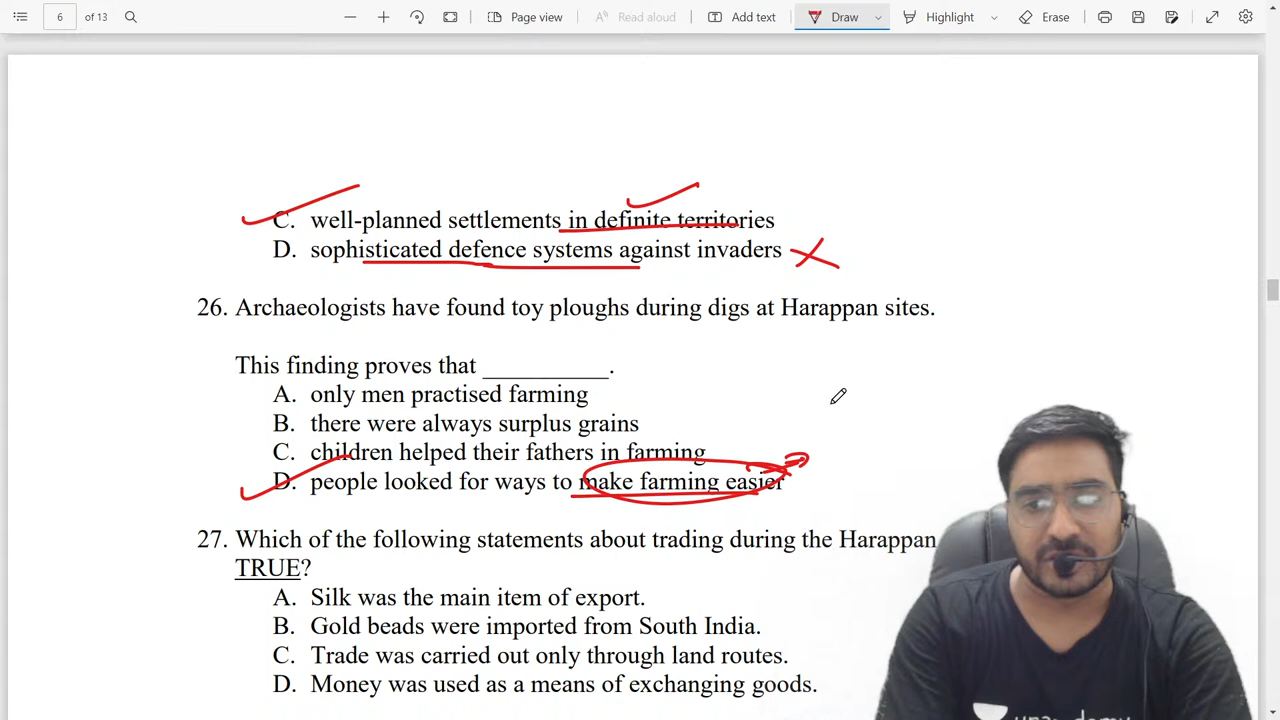 6 of 13 Page view Read aloud Add text Draw Highlight Erase
C. well-planned settlements in definite territories
D. sophisticated defence systems against invaders
26. Archaeologists have found toy ploughs during digs at Harappan sites.
This finding proves that __________.
A. only men practised farming
B. there were always surplus grains
C. children helped their fathers in farming
D. people looked for ways to make farming easier
27. Which of the following statements about trading during the Harappan
TRUE?
A. Silk was the main item of export.
B. Gold beads were imported from South India.
C. Trade was carried out only through land routes.
D. Money was used as a means of exchanging goods.